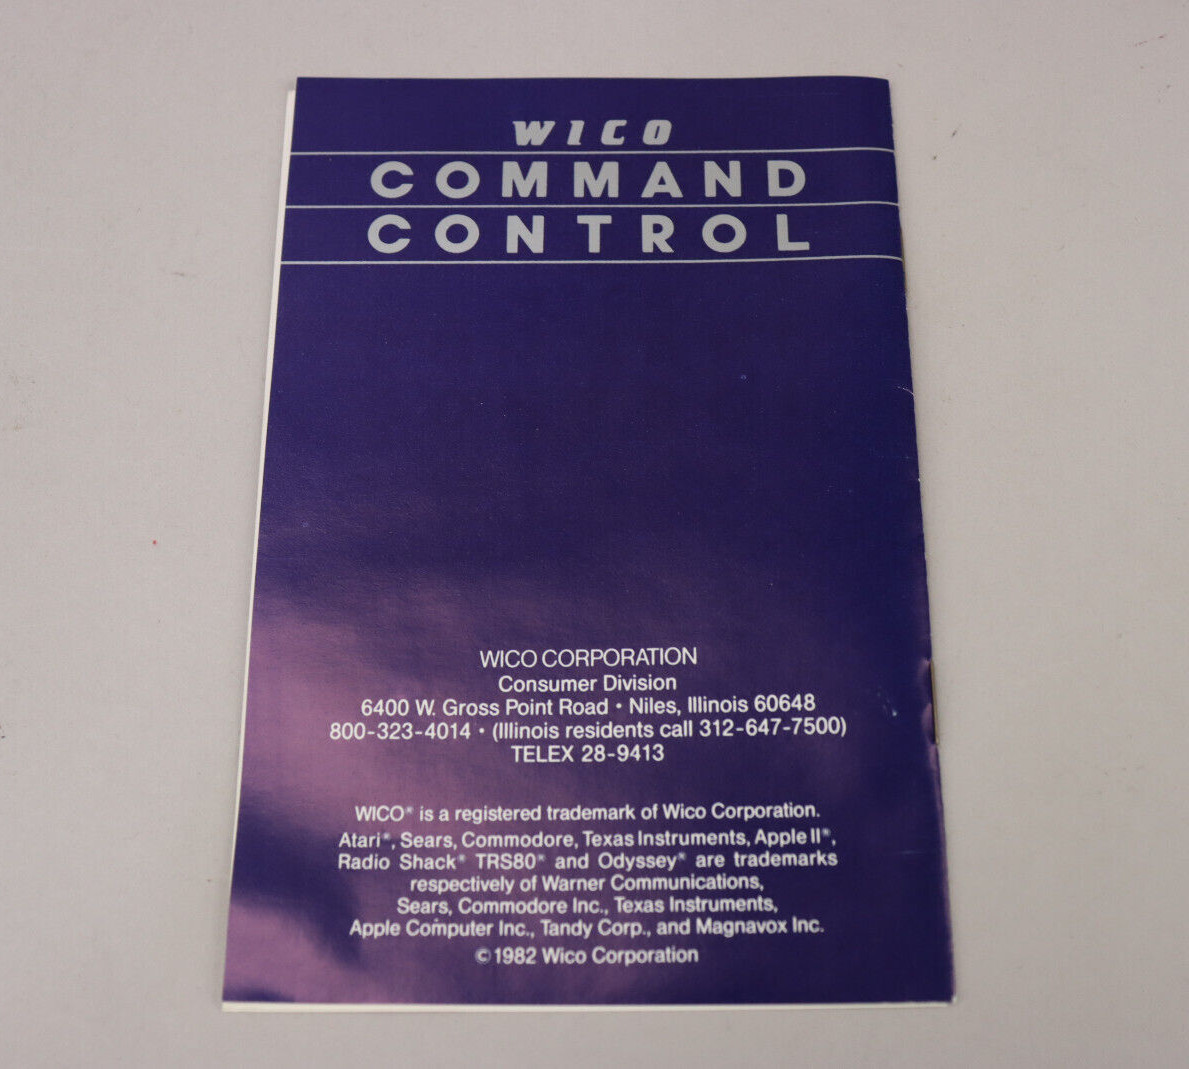 WICO
COMMAND
CONTROL
WICO CORPORATION
Consumer Division
6400 W. Gross Point Road • Niles, Illinois 60648
800-323-4014 • (Illinois residents call 312-647-7500)
TELEX 28-9413
WICO® is a registered trademark of Wico Corporation.
Atari®, Sears, Commodore, Texas Instruments, Apple II®,
Radio Shack® TRS80® and Odyssey® are trademarks
respectively of Warner Communications,
Sears, Commodore Inc., Texas Instruments,
Apple Computer Inc., Tandy Corp., and Magnavox Inc.
©1982 Wico Corporation